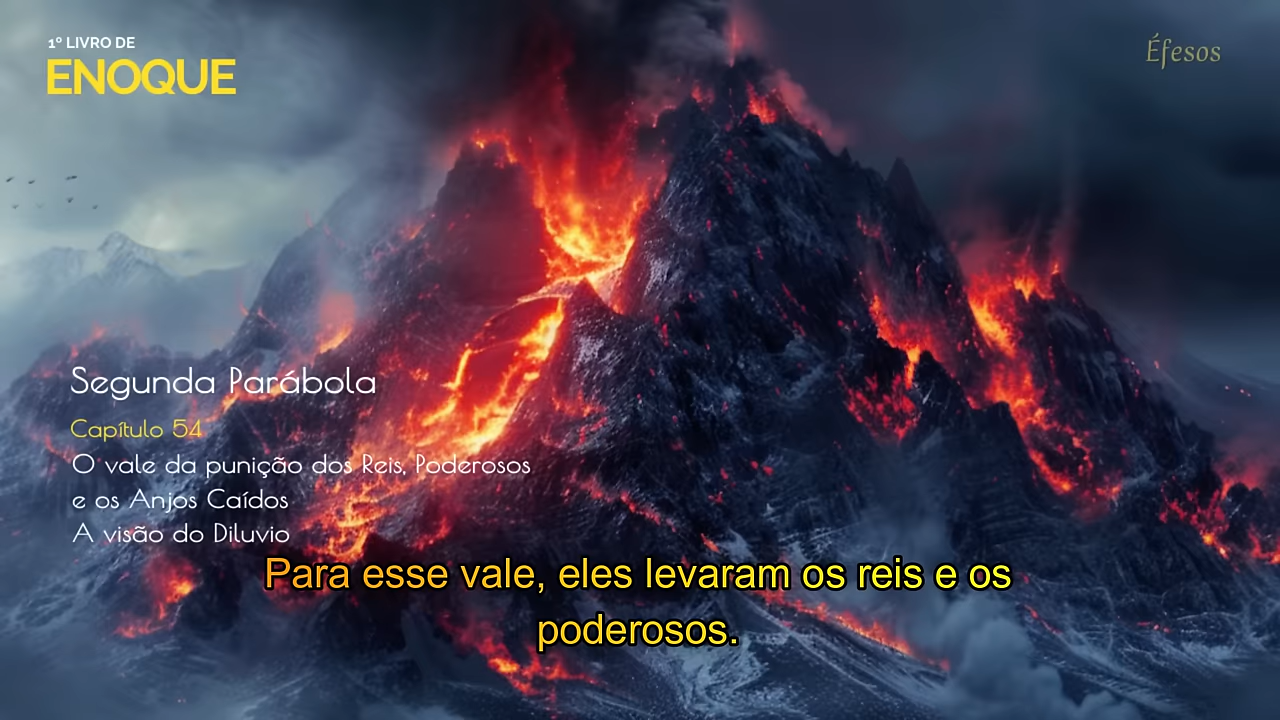 1º LIVRO DE
ENOQUE
Éfesos
Segunda Parábola
Capítulo 54
O vale da punição dos Reis, Poderosos
e os Anjos Caídos
A visão do Diluvio
Para esse vale, eles levaram os reis e os
poderosos.